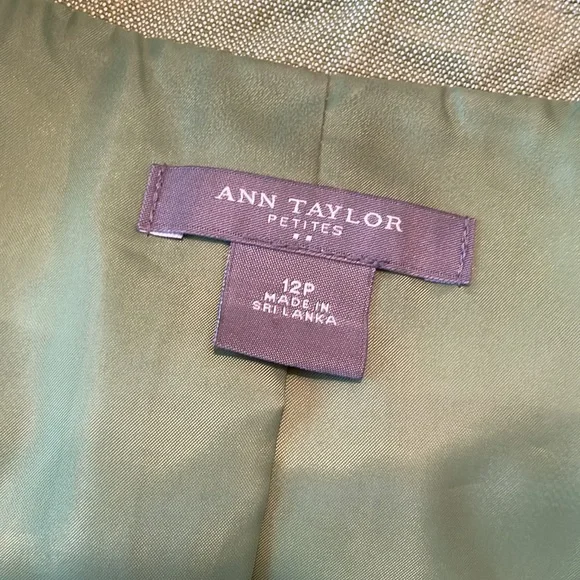 ANN TAYLOR
PETITES
12P
MADE IN
SRI LANKA